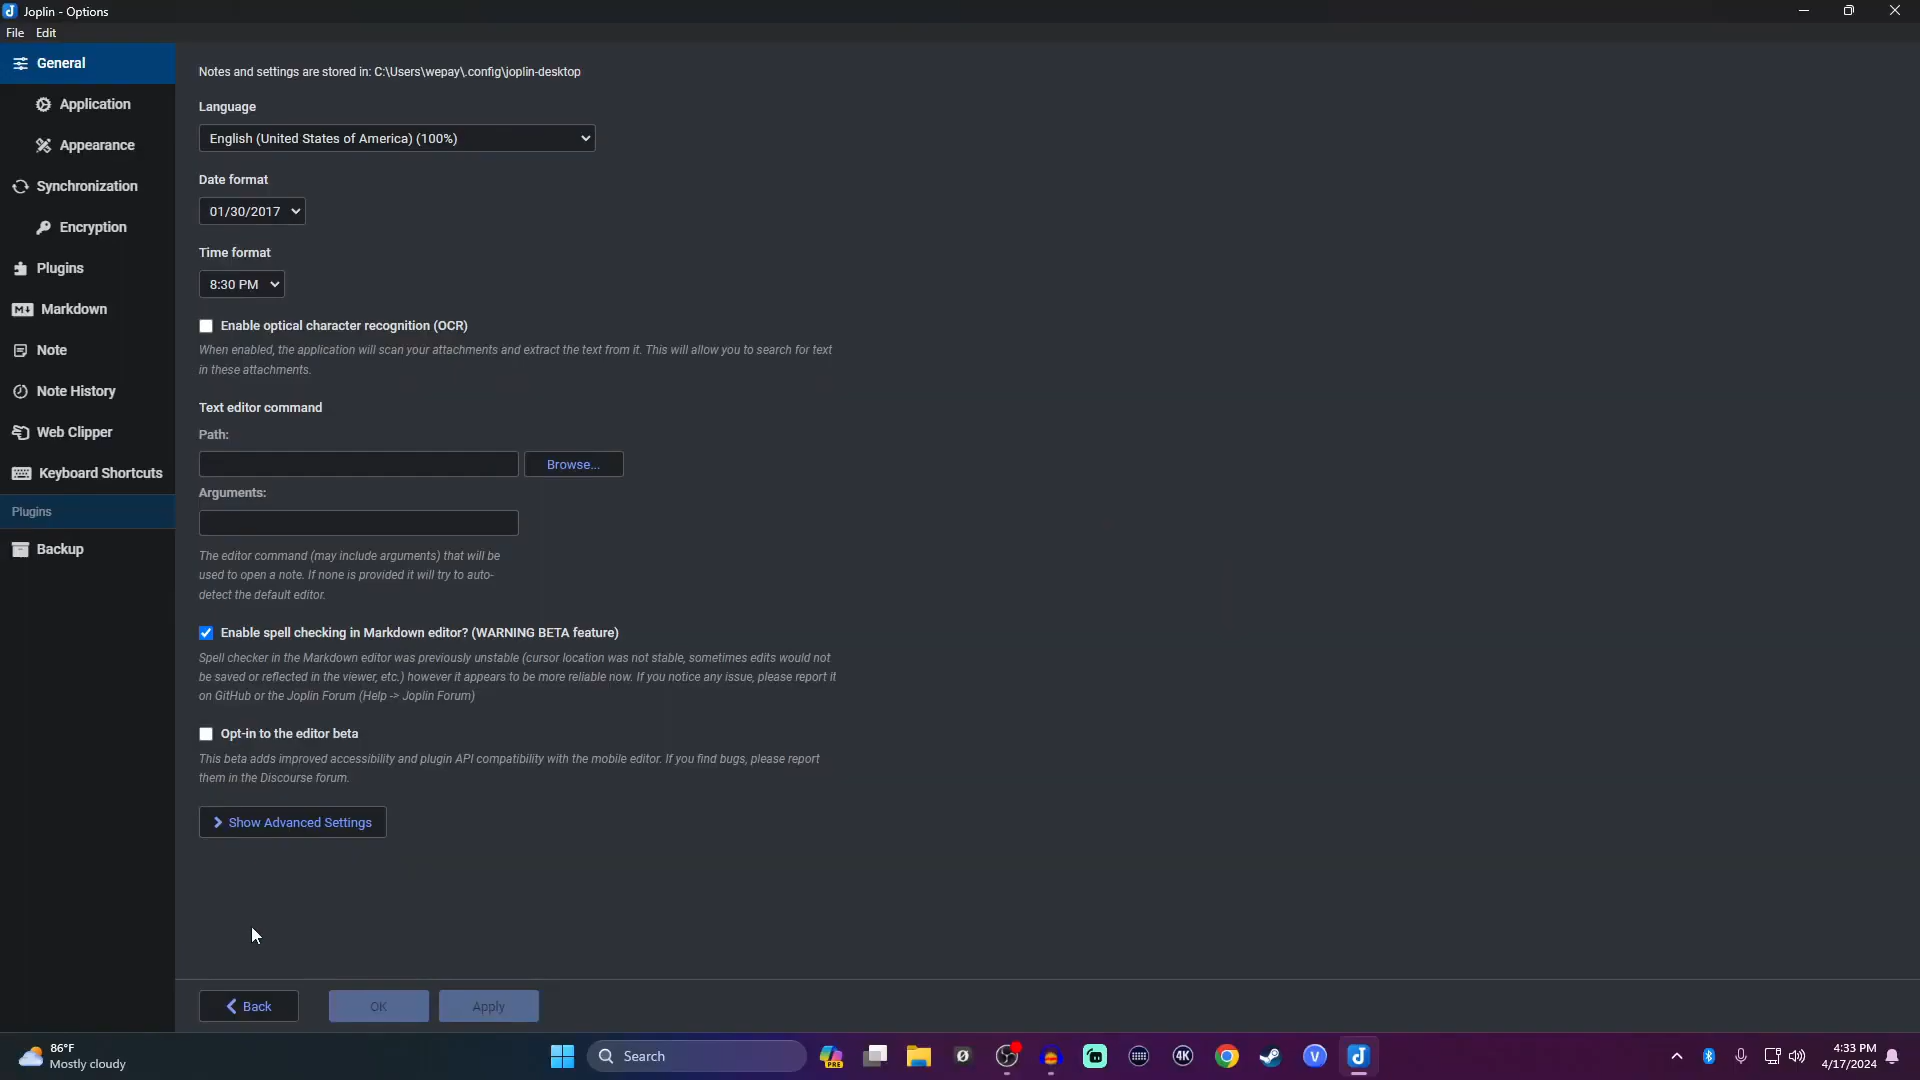 Joplin - Options
File Edit
General
Application
Appearance
Synchronization
Encryption
Plugins
Markdown
Note
Note History
Web Clipper
Keyboard Shortcuts
Plugins
Backup
Notes and settings are stored in: C:\Users\wepay\.config\joplin-desktop
Language
English (United States of America) (100%)
Date format
01/30/2017
Time format
8:30 PM
Enable optical character recognition (OCR)
When enabled, the application will scan your attachments and extract the text from it. This will allow you to search for text
in these attachments.
Text editor command
Path:
Browse...
Arguments:
The editor command (may include arguments) that will be
used to open a note. If none is provided it will try to auto-
detect the default editor.
Enable spell checking in Markdown editor? (WARNING BETA feature)
Spell checker in the Markdown editor was previously unstable (cursor location was not stable, sometimes edits would not
be saved or reflected in the viewer, etc.) however it appears to be more reliable now. If you notice any issue, please report it
on GitHub or the Joplin Forum (Help -> Joplin Forum)
Opt-in to the editor beta
This beta adds improved accessibility and plugin API compatibility with the mobile editor. If you find bugs, please report
them in the Discourse forum.
Show Advanced Settings
Back OK Apply
86°F
Mostly cloudy
Search
PRE
4K
V
4:33 PM
4/17/2024